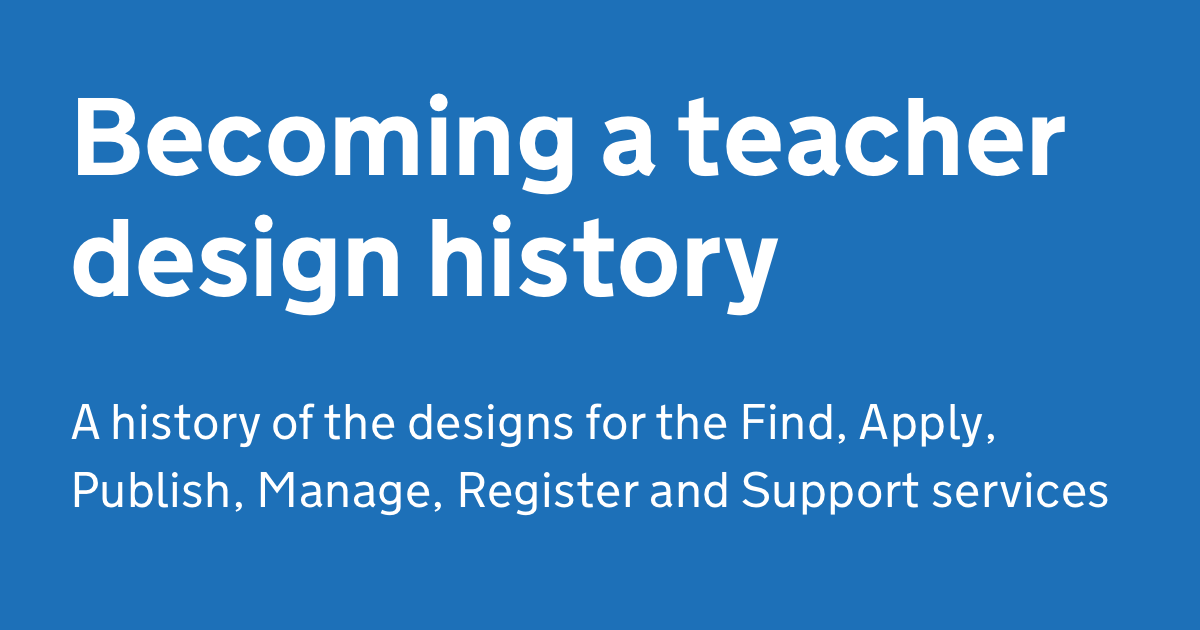 Becoming a teacher
design history
A history of the designs for the Find, Apply,
Publish, Manage, Register and Support services